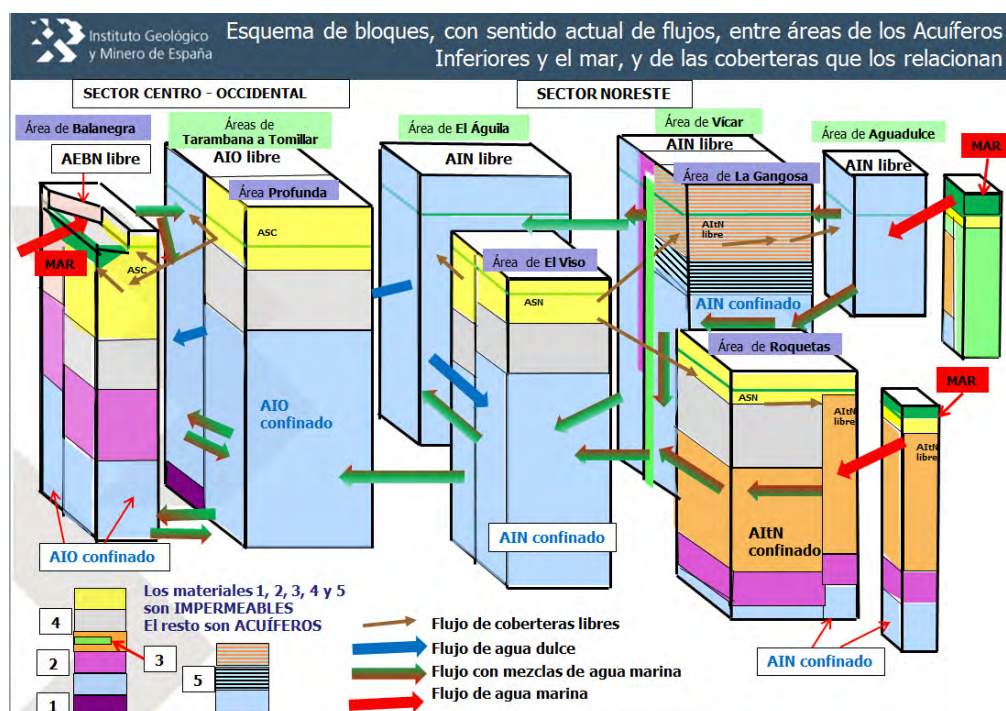 Instituto Geológico
y Minero de España
Esquema de bloques, con sentido actual de flujos, entre áreas de los Acuíferos
Inferiores y el mar, y de las coberteras que los relacionan
SECTOR CENTRO - OCCIDENTAL
SECTOR NORESTE
Área de Balanegra
Áreas de
Tarambana a Tomillar
Área de El Águila
Área de Vícar
Área de Aguadulce
MAR
AEBN libre
AIO libre
AIN libre
AIN libre
AIN libre
Área Profunda
Área de La Gangosa
ASC
AItN
libre
MAR
ASC
Área de El Viso
ASN
AIN confinado
Área de Roquetas
MAR
AIO
confinado
ASN
AItN
libre
AItN
libre
AIN
confinado
AItN
confinado
AIO confinado
AIN confinado
Los materiales 1, 2, 3, 4 y 5
son IMPERMEABLES
El resto son ACUÍFEROS
4
3
2
1
5
Flujo de coberteras libres
Flujo de agua dulce
Flujo con mezclas de agua marina
Flujo de agua marina